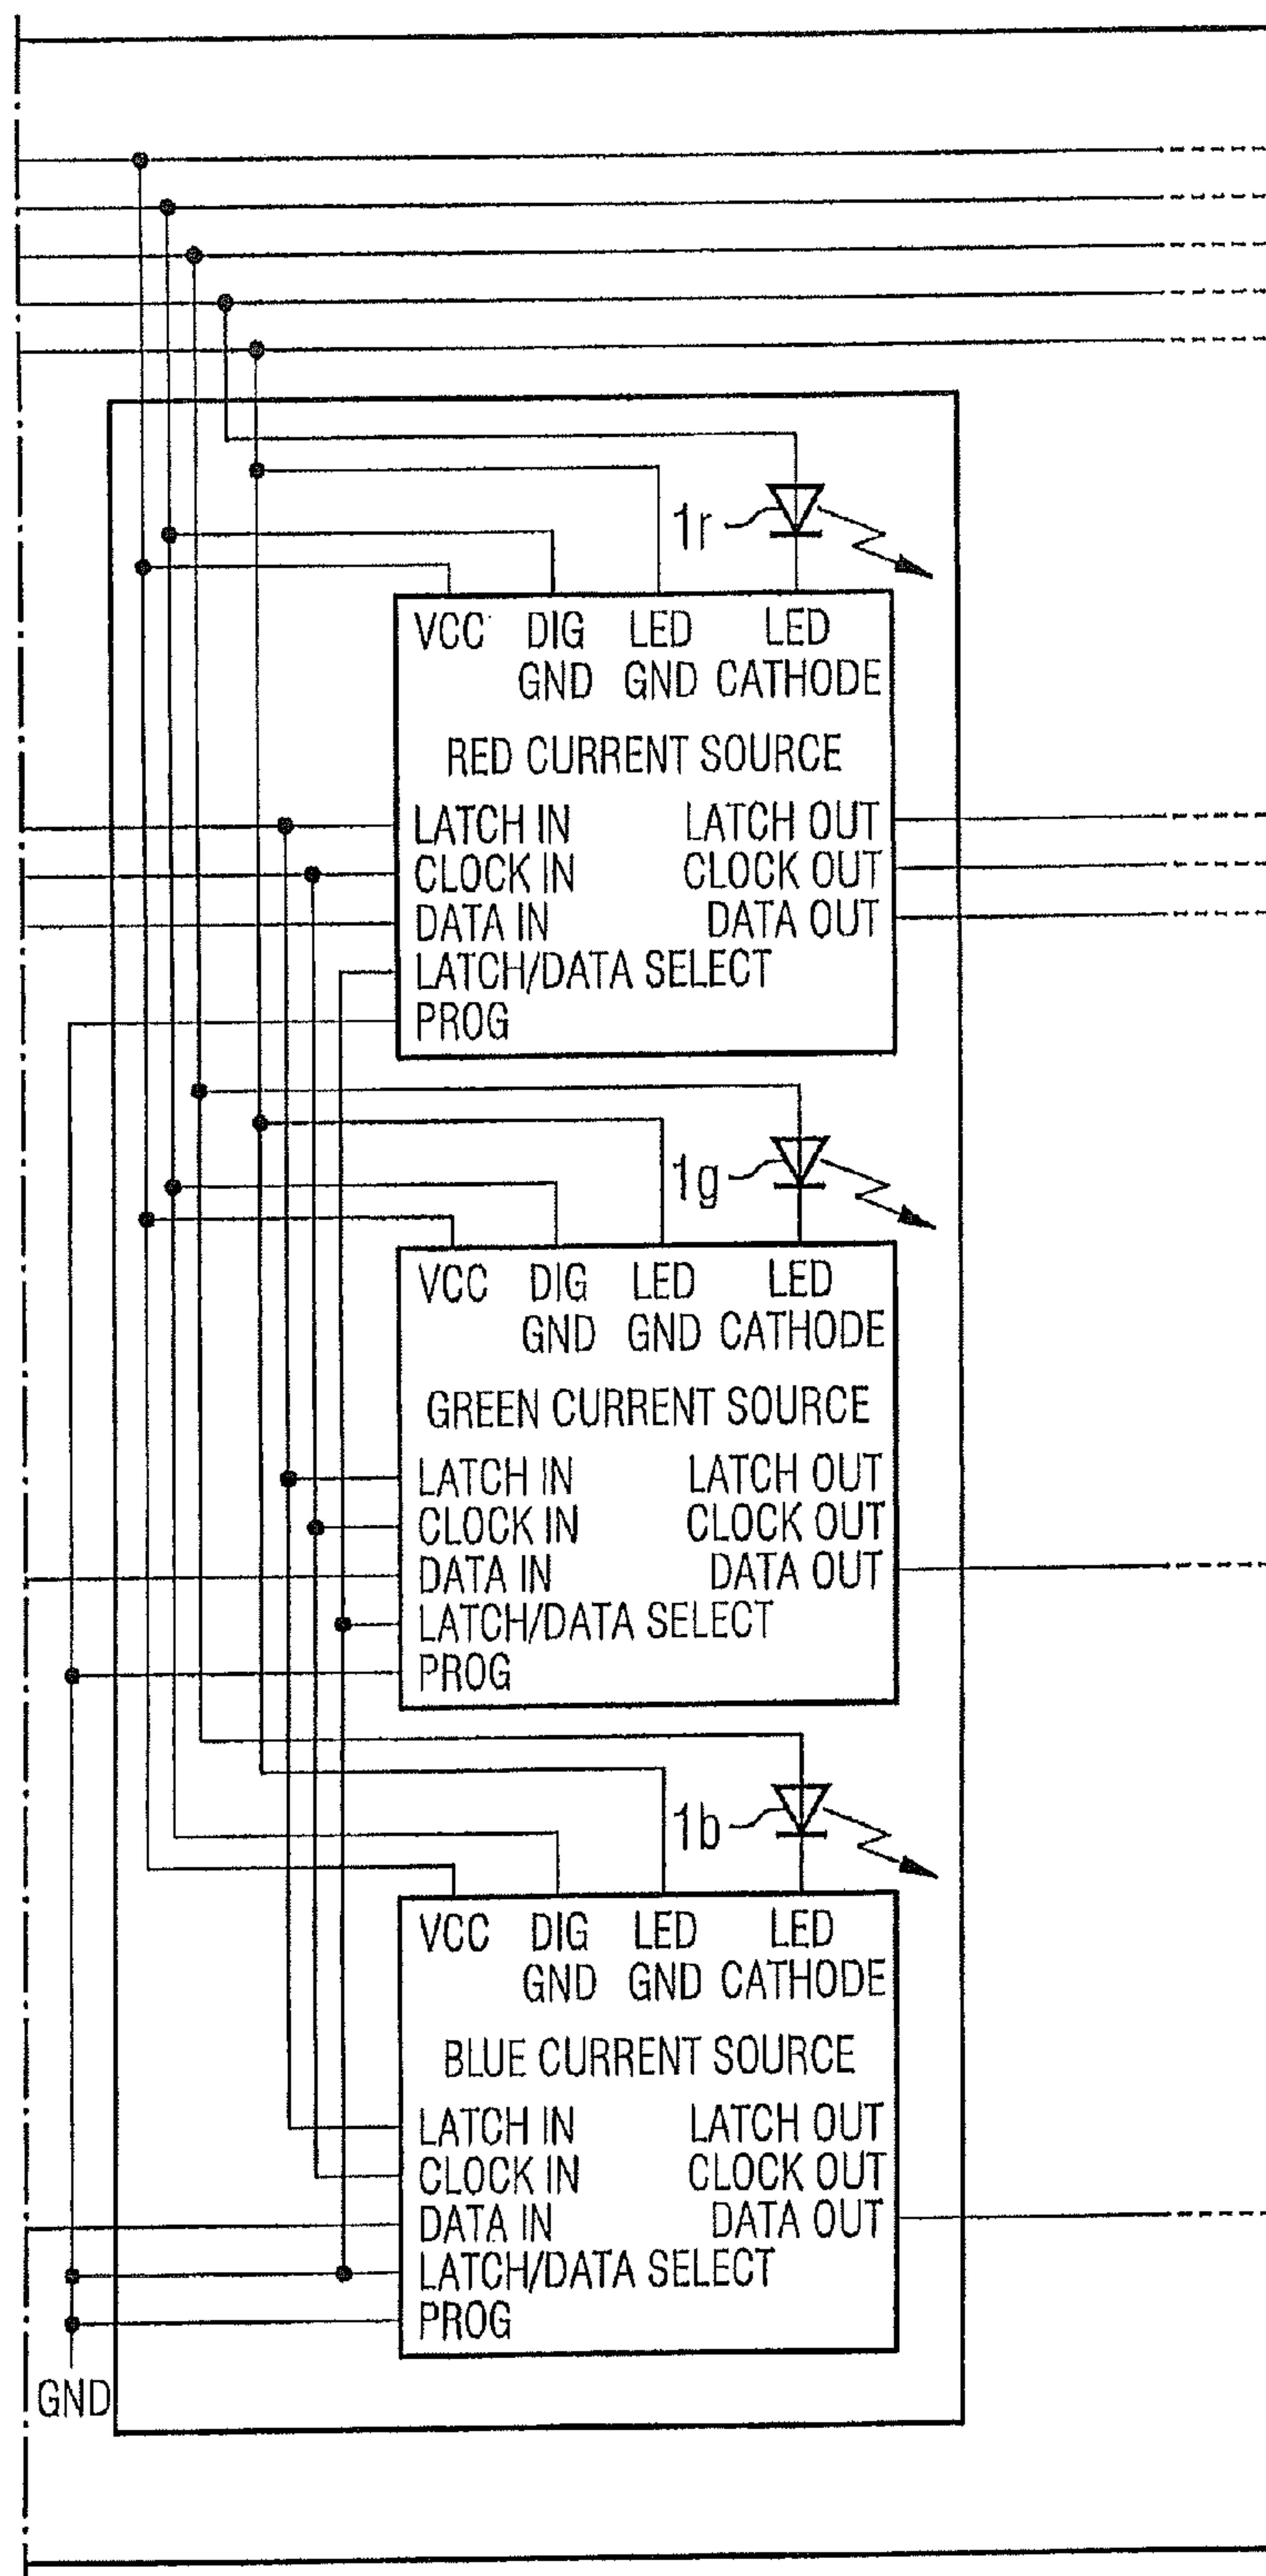 1r
VCC DIG LED LED
GND GND CATHODE
RED CURRENT SOURCE
LATCH IN LATCH OUT
CLOCK IN CLOCK OUT
DATA IN DATA OUT
LATCH/DATA SELECT
PROG
1g
VCC DIG LED LED
GND GND CATHODE
GREEN CURRENT SOURCE
LATCH IN LATCH OUT
CLOCK IN CLOCK OUT
DATA IN DATA OUT
LATCH/DATA SELECT
PROG
1b
VCC DIG LED LED
GND GND CATHODE
BLUE CURRENT SOURCE
LATCH IN LATCH OUT
CLOCK IN CLOCK OUT
DATA IN DATA OUT
LATCH/DATA SELECT
PROG
GND